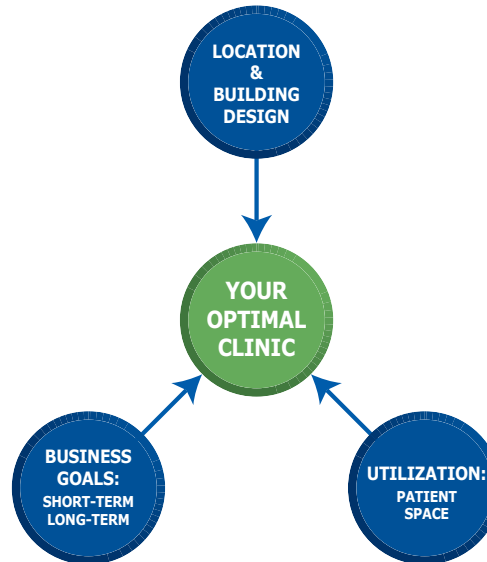 LOCATION
&
BUILDING
DESIGN
YOUR
OPTIMAL
CLINIC
BUSINESS
GOALS:
SHORT-TERM
LONG-TERM
UTILIZATION:
PATIENT
SPACE